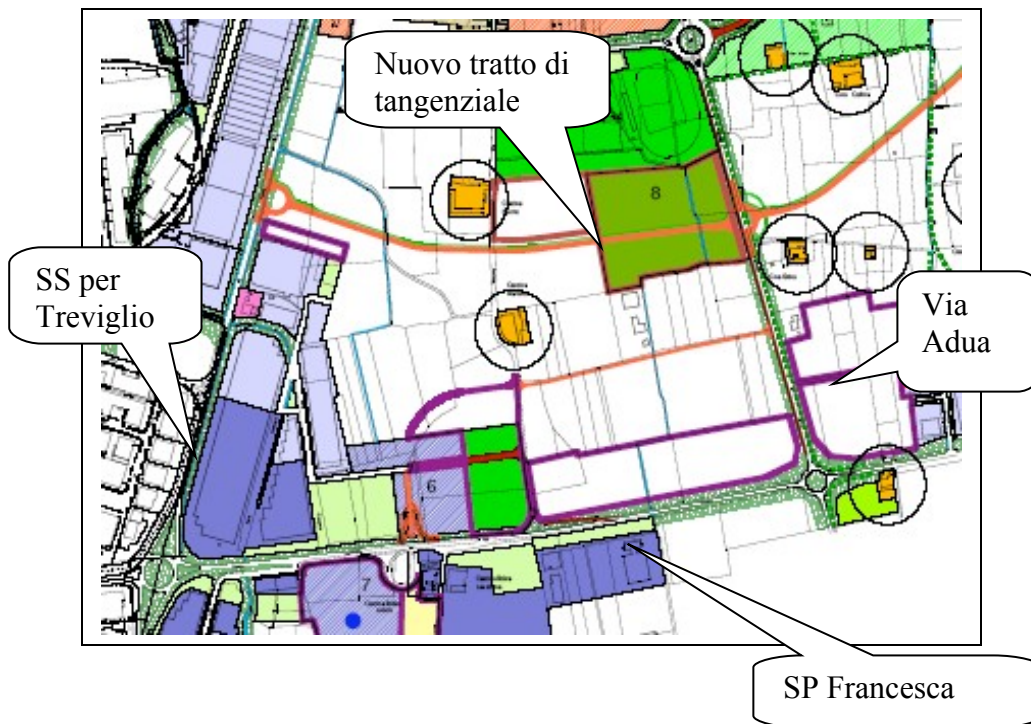 Nuovo tratto di
tangenziale
8
SS per
Treviglio
Via
Adua
6
7
SP Francesca